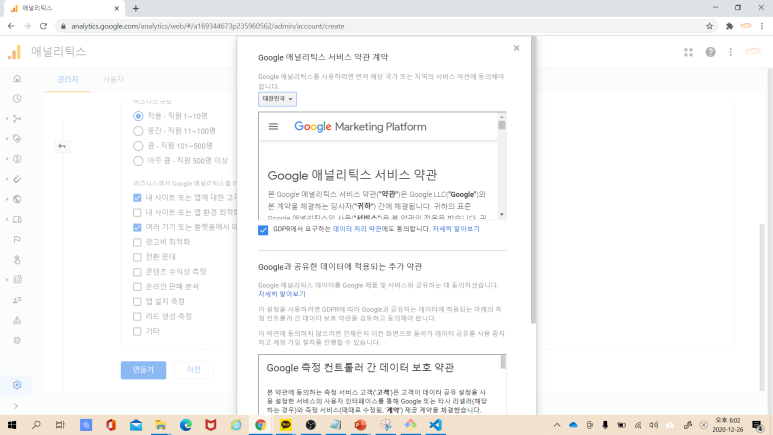 애널리틱스
analytics.google.com/analytics/web/#/a169344673p235960562/admin/account/create
애널리틱스
관리자
사용자
비즈니스 규모
작음 - 직원 1~10명
중간 - 직원 11~100명
큼 - 직원 101~500명
아주 큼 - 직원 500명 이상
비즈니스에서 Google 애널리틱스를 이
내 사이트 또는 앱에 대한 고객
내 사이트 또는 앱 환경 최적화
여러 기기 또는 플랫폼에서 데
광고비 최적화
전환 증대
콘텐츠 수익성 측정
온라인 판매 분석
앱 설치 측정
리드 생성 측정
기타
만들기
이전
Google 애널리틱스 서비스 약관 계약
Google 애널리틱스를 사용하려면 먼저 해당 국가 또는 지역의 서비스 약관에 동의해야
합니다.
대한민국
Google Marketing Platform
Google 애널리틱스 서비스 약관
본 Google 애널리틱스 서비스 약관("약관")은 Google LLC("Google")와
본 계약을 체결하는 당사자("귀하") 간에 체결됩니다. 귀하의 표준
Google 애널리틱스의 사용("서비스")은 본 약관의 적용을 받습니다. 귀
GDPR에서 요구하는 데이터 처리 약관에도 동의합니다. 자세히 알아보기
Google과 공유한 데이터에 적용되는 추가 약관
Google 애널리틱스 데이터를 Google 제품 및 서비스와 공유하는 데 동의하셨습니다.
자세히 알아보기
이 설정을 사용하려면 GDPR에 따라 Google과 공유하는 데이터에 적용되는 아래의 측
정 컨트롤러 간 데이터 보호 약관을 검토하고 동의해야 합니다.
이 약관에 동의하지 않으려면 언제든지 이전 화면으로 돌아가 데이터 공유를 사용 중지
하고 계정 가입 절차를 진행할 수 있습니다.
Google 측정 컨트롤러 간 데이터 보호 약관
본 약관에 동의하는 측정 서비스 고객('고객')은 고객이 데이터 공유 설정을 사
용 설정한 서비스의 사용자 인터페이스를 통해 Google 또는 타사 리셀러(해당
하는 경우)와 측정 서비스(때때로 수정됨, '계약') 제공 계약을 체결했습니다.
오후 6:02
2020-12-26